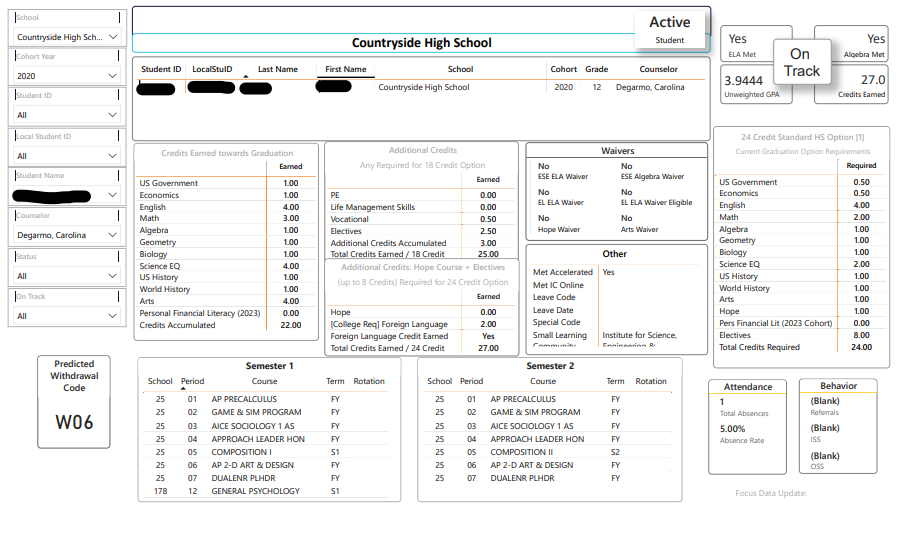 School
Countryside High Sch...
Cohort Year
2020
Student ID
All
Local Student ID
All
Student Name
Counselor
Degarmo, Carolina
Status
All
On Track
All
Active
Student
Countryside High School
Student ID LocalStuID Last Name First Name School Cohort Grade Counselor
Countryside High School 2020 12 Degarmo, Carolina
Yes
ELA Met
Yes
Algebra Met
On
Track
3.9444
Unweighted GPA
27.0
Credits Earned
Credits Earned towards Graduation
Earned
US Government 1.00
Economics 1.00
English 4.00
Math 3.00
Algebra 1.00
Geometry 1.00
Biology 1.00
Science EQ 4.00
US History 1.00
World History 1.00
Arts 4.00
Personal Financial Literacy (2023) 0.00
Credits Accumulated 22.00
Additional Credits
Any Required for 18 Credit Option
Earned
PE 0.00
Life Management Skills 0.00
Vocational 0.50
Electives 2.50
Additional Credits Accumulated 3.00
Total Credits Earned / 18 Credit 25.00
Additional Credits: Hope Course + Electives
(up to 8 Credits) Required for 24 Credit Option
Earned
Hope 0.00
[College Req] Foreign Language 2.00
Foreign Language Credit Earned Yes
Total Credits Earned / 24 Credit 27.00
Waivers
No No
ESE ELA Waiver ESE Algebra Waiver
No No
EL ELA Waiver EL ELA Waiver Eligible
No No
Hope Waiver Arts Waiver
Other
Met Accelerated Yes
Met IC Online
Leave Code
Leave Date
Special Code
Small Learning Institute for Science,
Community Engineering &
24 Credit Standard HS Option [1]
Current Graduation Option Requirements
Required
US Government 0.50
Economics 0.50
English 4.00
Math 2.00
Algebra 1.00
Geometry 1.00
Biology 1.00
Science EQ 2.00
US History 1.00
World History 1.00
Arts 1.00
Hope 1.00
Pers Financial Lit (2023 Cohort) 0.00
Electives 8.00
Total Credits Required 24.00
Predicted
Withdrawal
Code
W06
Semester 1
School Period Course Term Rotation
25 01 AP PRECALCULUS FY
25 02 GAME & SIM PROGRAM FY
25 03 AICE SOCIOLOGY 1 AS FY
25 04 APPROACH LEADER HON FY
25 05 COMPOSITION I S1
25 06 AP 2-D ART & DESIGN FY
25 07 DUALENR PLHDR FY
178 12 GENERAL PSYCHOLOGY S1
Semester 2
School Period Course Term Rotation
25 01 AP PRECALCULUS FY
25 02 GAME & SIM PROGRAM FY
25 03 AICE SOCIOLOGY 1 AS FY
25 04 APPROACH LEADER HON FY
25 05 COMPOSITION II S2
25 06 AP 2-D ART & DESIGN FY
25 07 DUALENR PLHDR FY
Attendance
1
Total Absences
5.00%
Absence Rate
Behavior
(Blank)
Referrals
(Blank)
ISS
(Blank)
OSS
Focus Data Update: